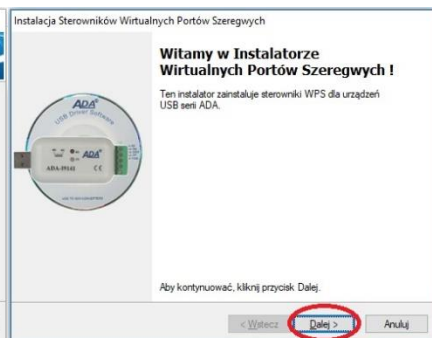 Instalacja Sterowników Wirtualnych Portów Szeregwych
Witamy w Instalatorze
Wirtualnych Portów Szeregwych !
Ten instalator zainstaluje sterowniki WPS dla urządzeń
USB serii ADA.
ADA®
USB Driver Software
ADA®
ADA-I9141
CE
Aby kontynuować, kliknij przycisk Dalej.
< Wstecz
Dalej >
Anuluj